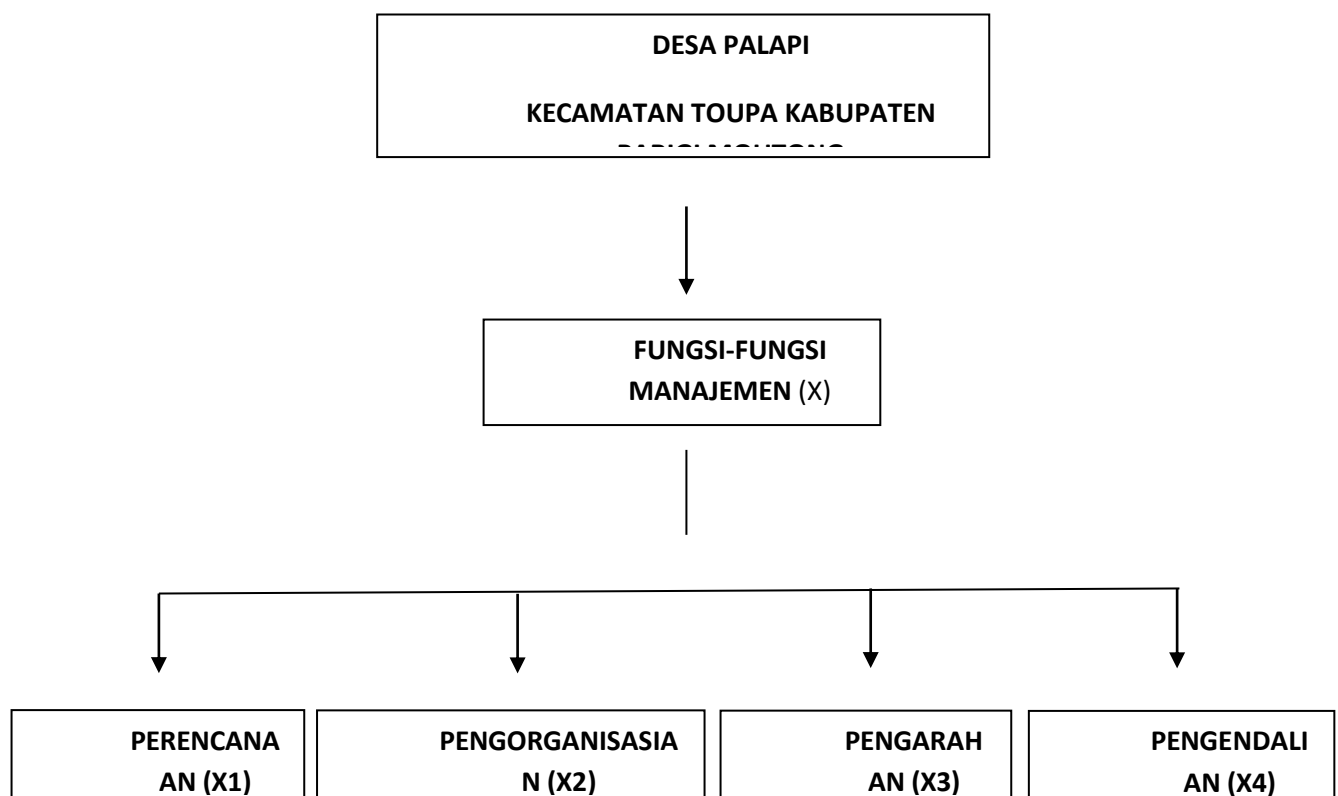 DESA PALAPI
KECAMATAN TOUPA KABUPATEN
FUNGSI-FUNGSI
MANAJEMEN (X)
PERENCANA
AN (X1)
PENGORGANISASIA
N (X2)
PENGARAH
AN (X3)
PENGENDALI
AN (X4)